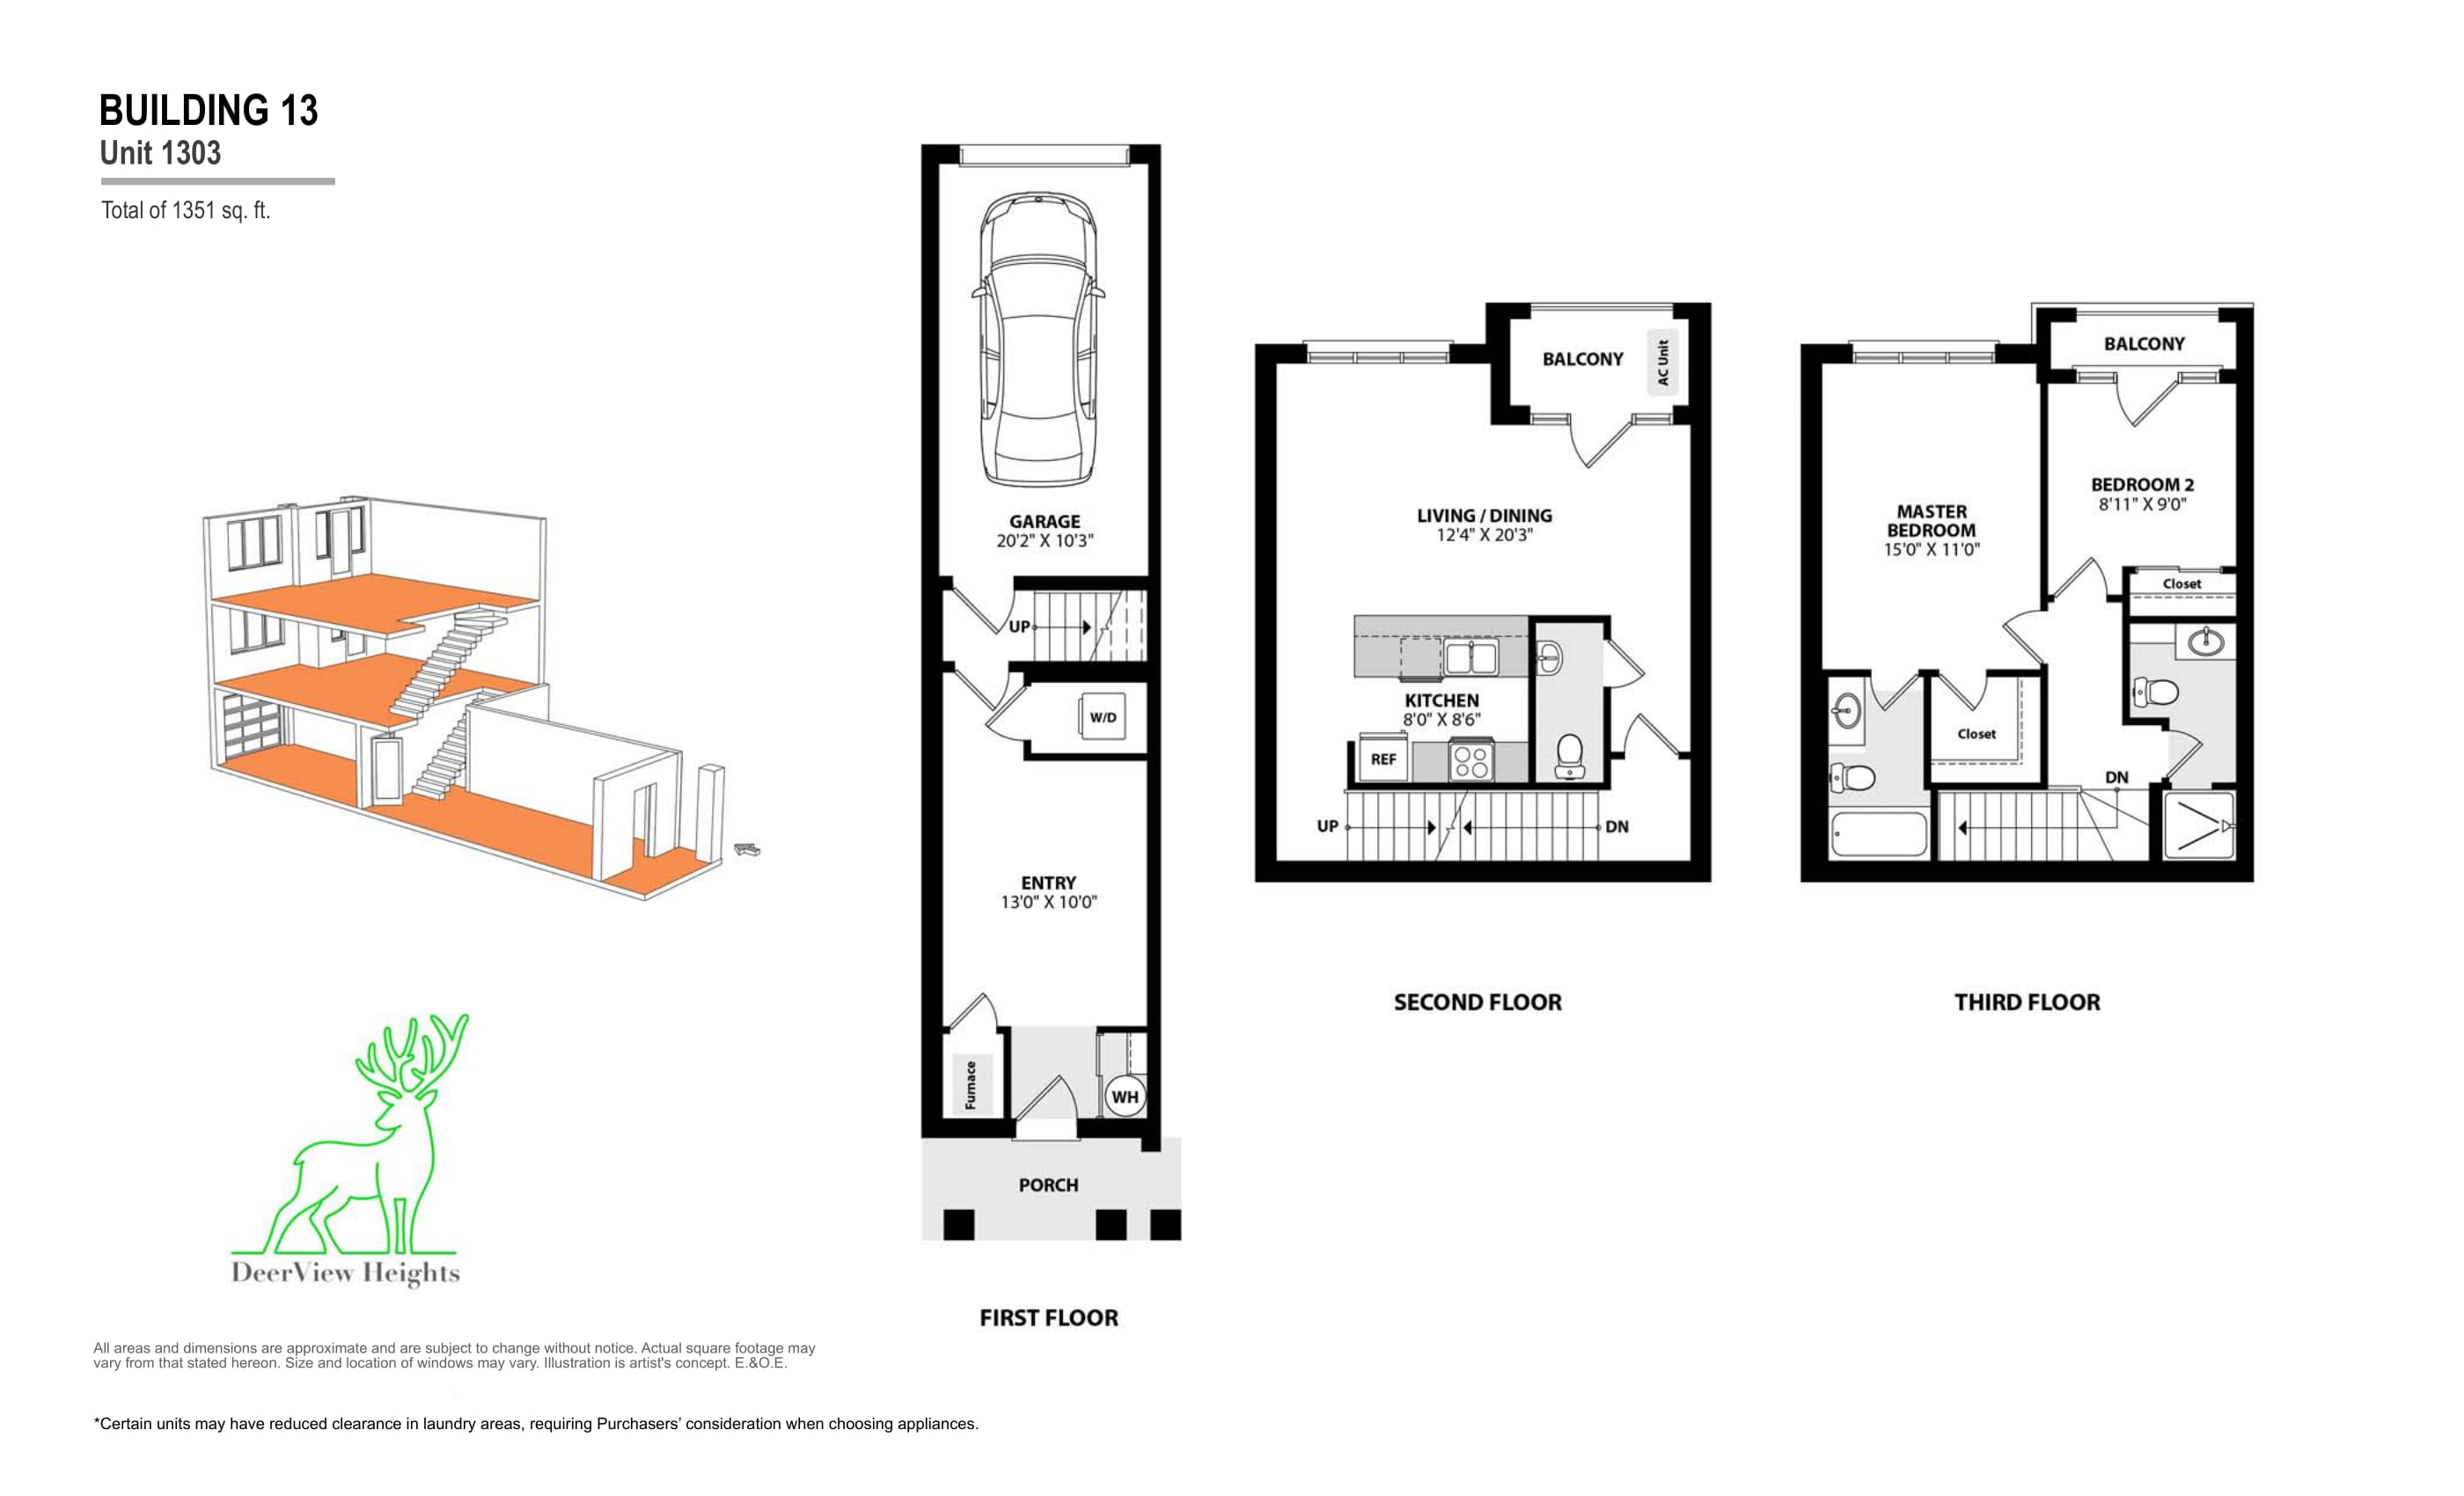 BUILDING 13
Unit 1303
Total of 1351 sq. ft.
GARAGE
20'2" X 10'3"
UP
W/D
ENTRY
13'0" X 10'0"
Furnace
WH
PORCH
FIRST FLOOR
BALCONY
AC Unit
LIVING / DINING
12'4" X 20'3"
KITCHEN
8'0" X 8'6"
REF
UP
DN
SECOND FLOOR
BALCONY
BEDROOM 2
8'11" X 9'0"
MASTER
BEDROOM
15'0" X 11'0"
Closet
Closet
DN
THIRD FLOOR
DeerView Heights
All areas and dimensions are approximate and are subject to change without notice. Actual square footage may
vary from that stated hereon. Size and location of windows may vary. Illustration is artist's concept. E.&O.E.
*Certain units may have reduced clearance in laundry areas, requiring Purchasers’ consideration when choosing appliances.